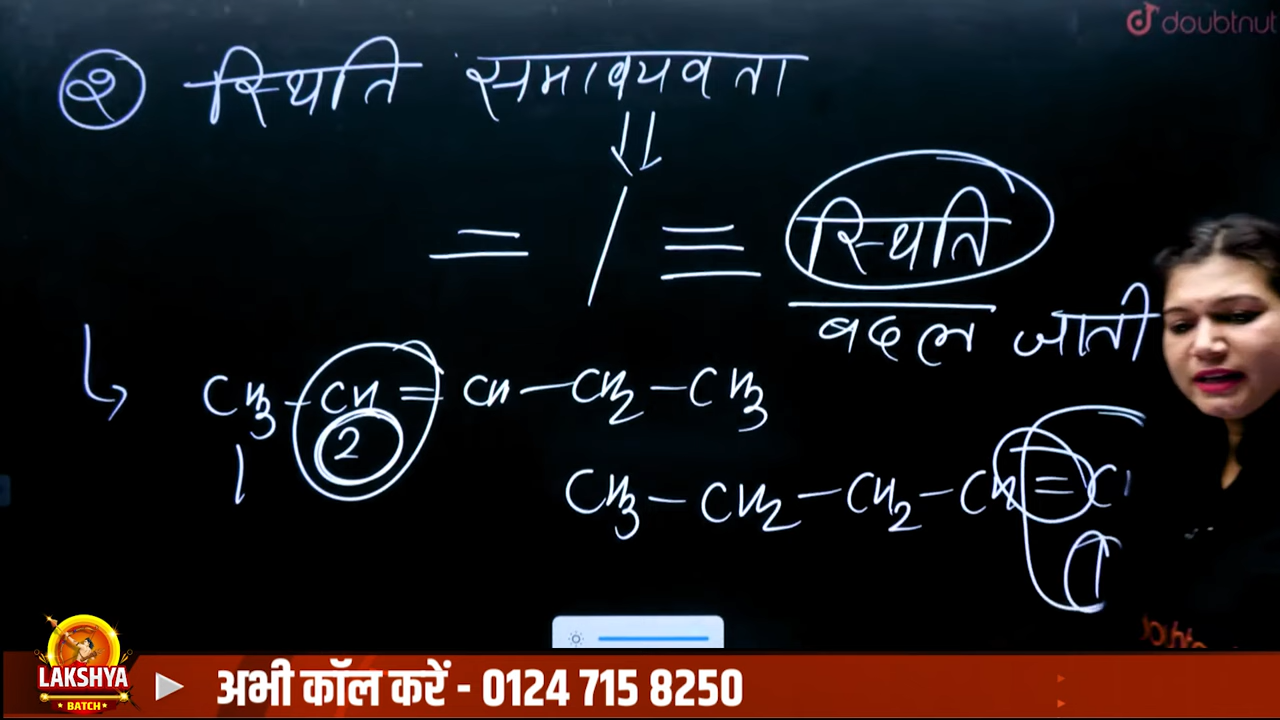 doubtnut
२ स्थिति समावयवता
= / ≡ स्थिति
बदल जाती
CH3 - CH = CH - CH2 - CH3
1 2
CH3 - CH2 - CH2 - CH = C
1
LAKSHYA
BATCH
अभी कॉल करें - 0124 715 8250